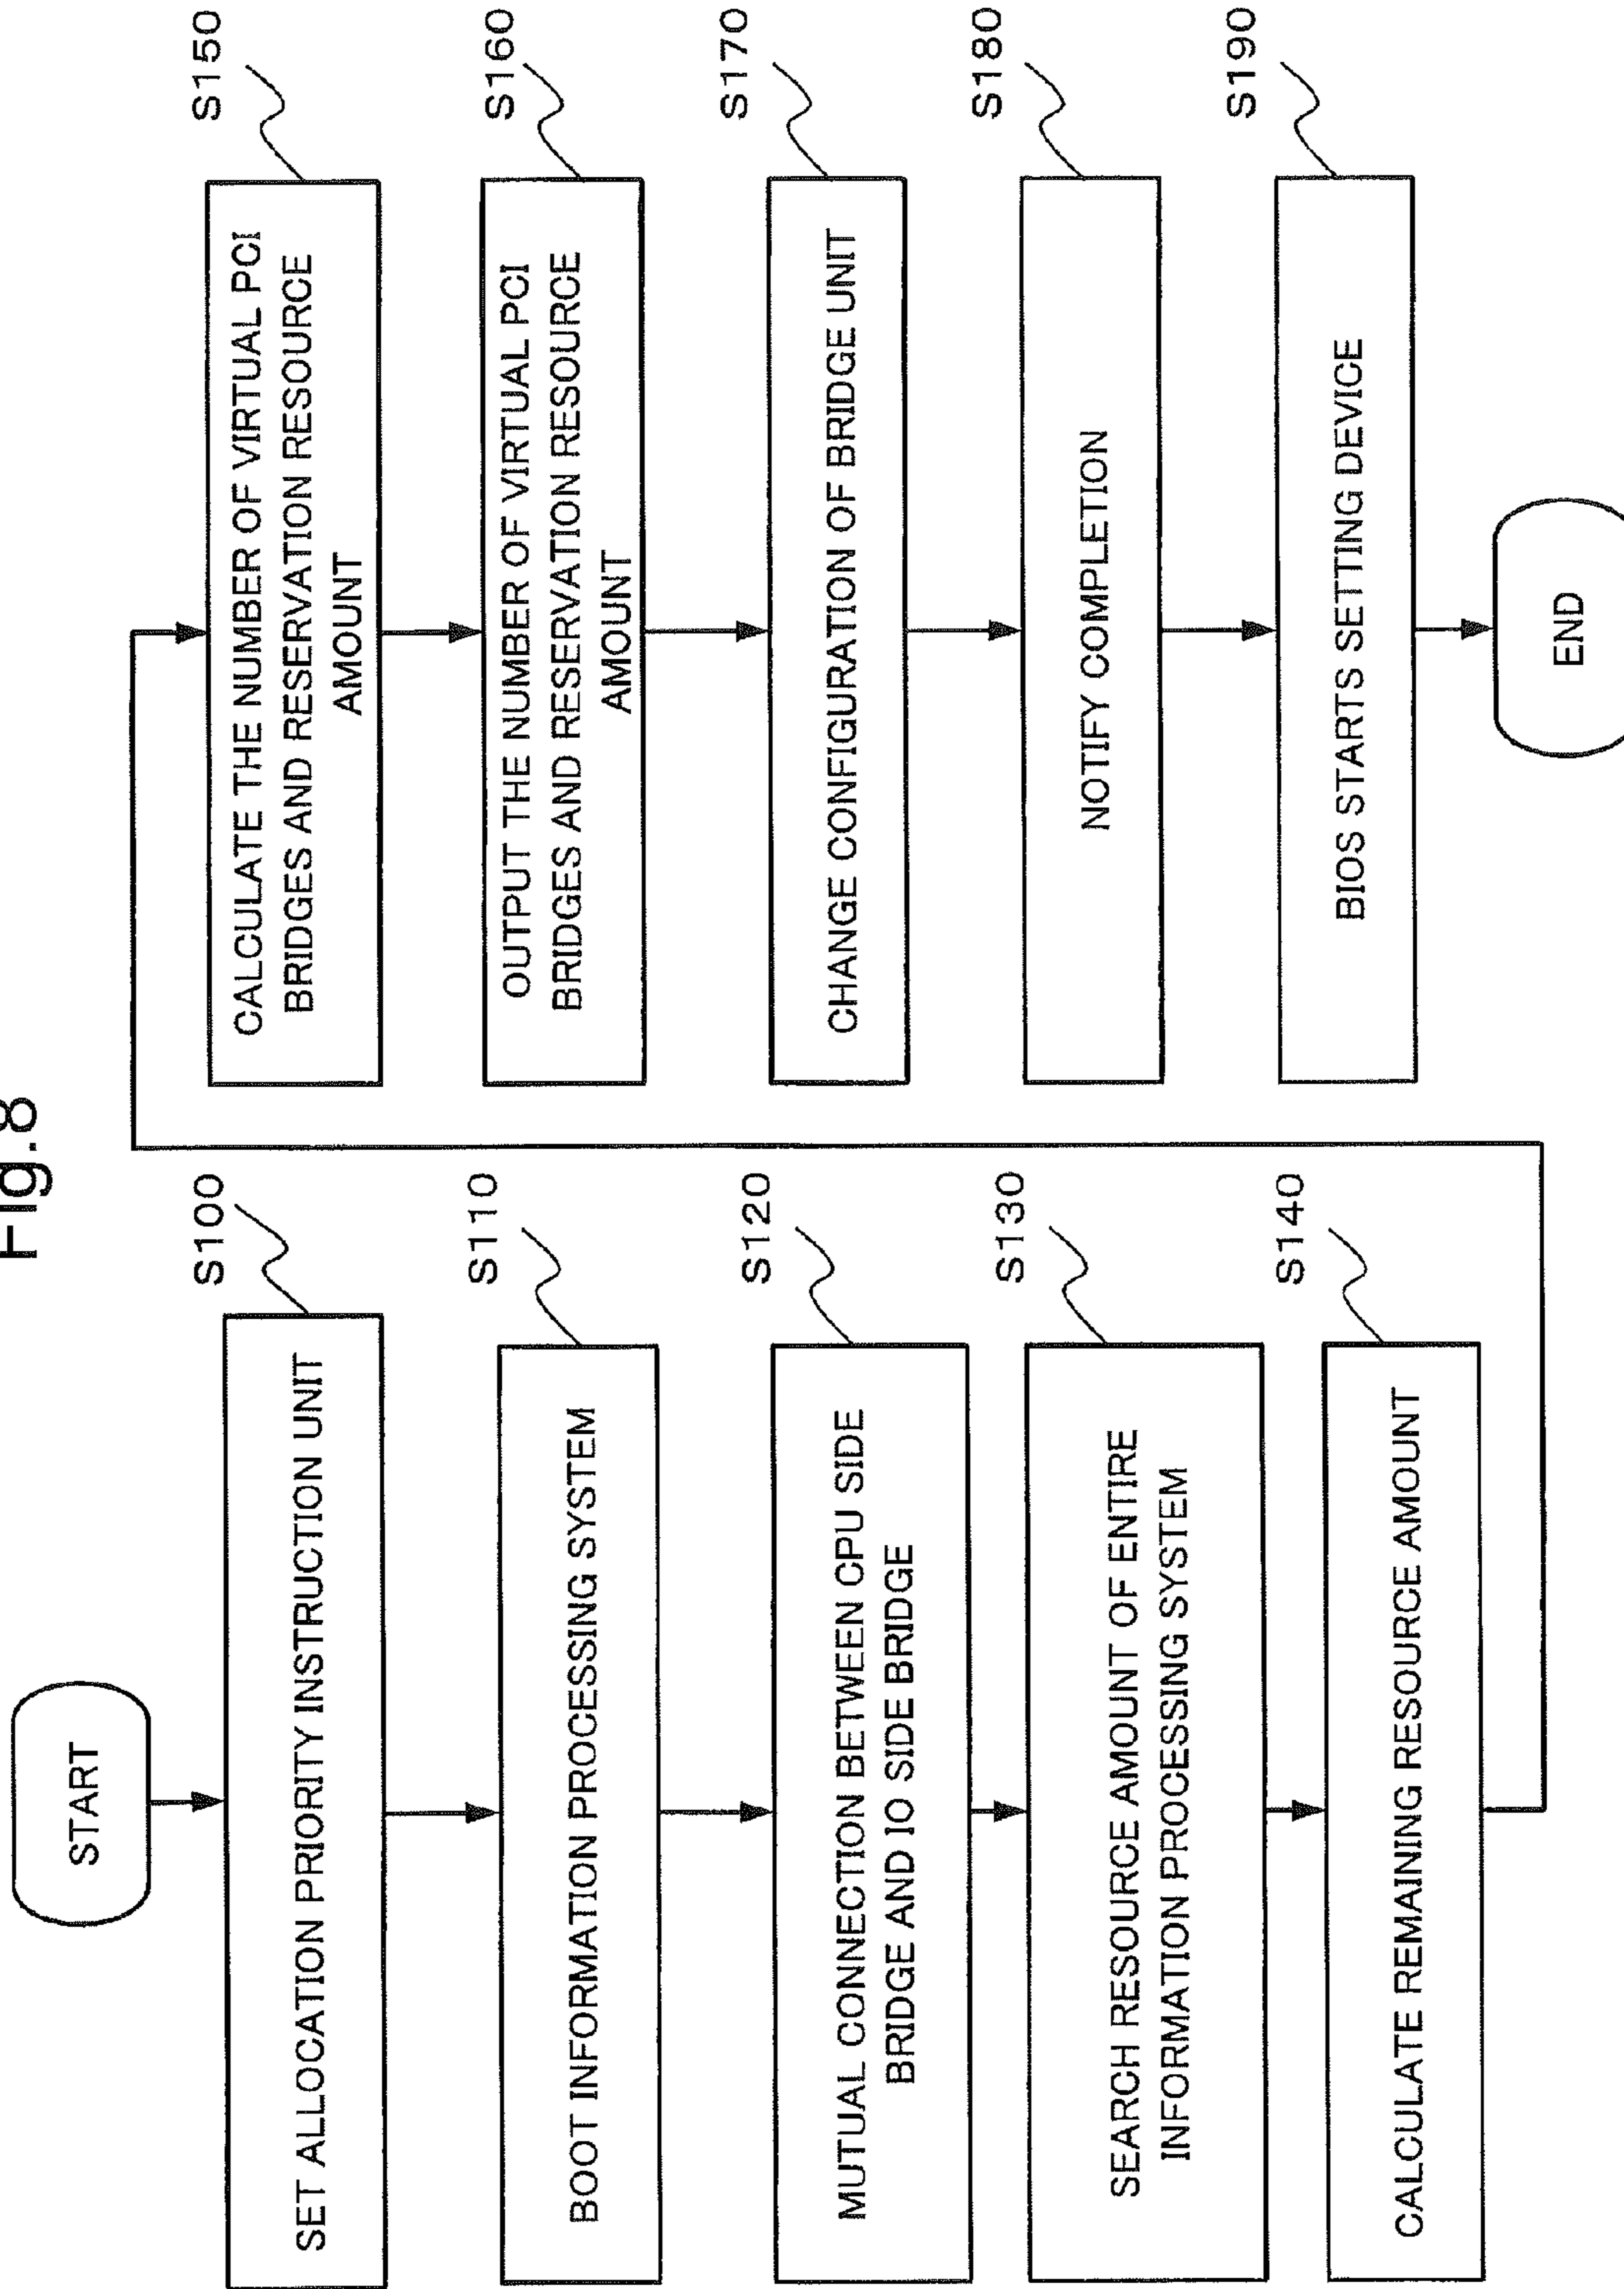 Fig.8
START
SET ALLOCATION PRIORITY INSTRUCTION UNIT
S100
BOOT INFORMATION PROCESSING SYSTEM
S110
MUTUAL CONNECTION BETWEEN CPU SIDE
BRIDGE AND IO SIDE BRIDGE
S120
SEARCH RESOURCE AMOUNT OF ENTIRE
INFORMATION PROCESSING SYSTEM
S130
CALCULATE REMAINING RESOURCE AMOUNT
S140
CALCULATE THE NUMBER OF VIRTUAL PCI
BRIDGES AND RESERVATION RESOURCE
AMOUNT
S150
OUTPUT THE NUMBER OF VIRTUAL PCI
BRIDGES AND RESERVATION RESOURCE
AMOUNT
S160
CHANGE CONFIGURATION OF BRIDGE UNIT
S170
NOTIFY COMPLETION
S180
BIOS STARTS SETTING DEVICE
S190
END